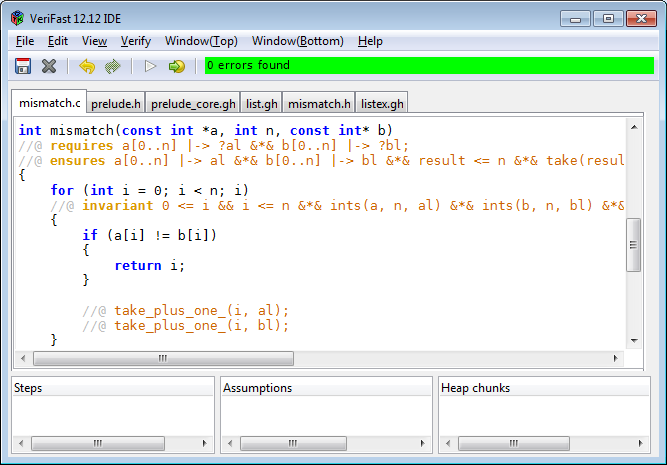 VeriFast 12.12 IDE
File Edit View Verify Window(Top) Window(Bottom) Help
0 errors found
mismatch.c prelude.h prelude_core.gh list.gh mismatch.h listex.gh
int mismatch(const int *a, int n, const int* b)
//@ requires a[0..n] |-> ?al &*& b[0..n] |-> ?bl;
//@ ensures a[0..n] |-> al &*& b[0..n] |-> bl &*& result <= n &*& take(resul
{
    for (int i = 0; i < n; i)
    //@ invariant 0 <= i && i <= n &*& ints(a, n, al) &*& ints(b, n, bl) &*&
    {
        if (a[i] != b[i])
        {
            return i;
        }
        //@ take_plus_one_(i, al);
        //@ take_plus_one_(i, bl);
    }
Steps Assumptions Heap chunks